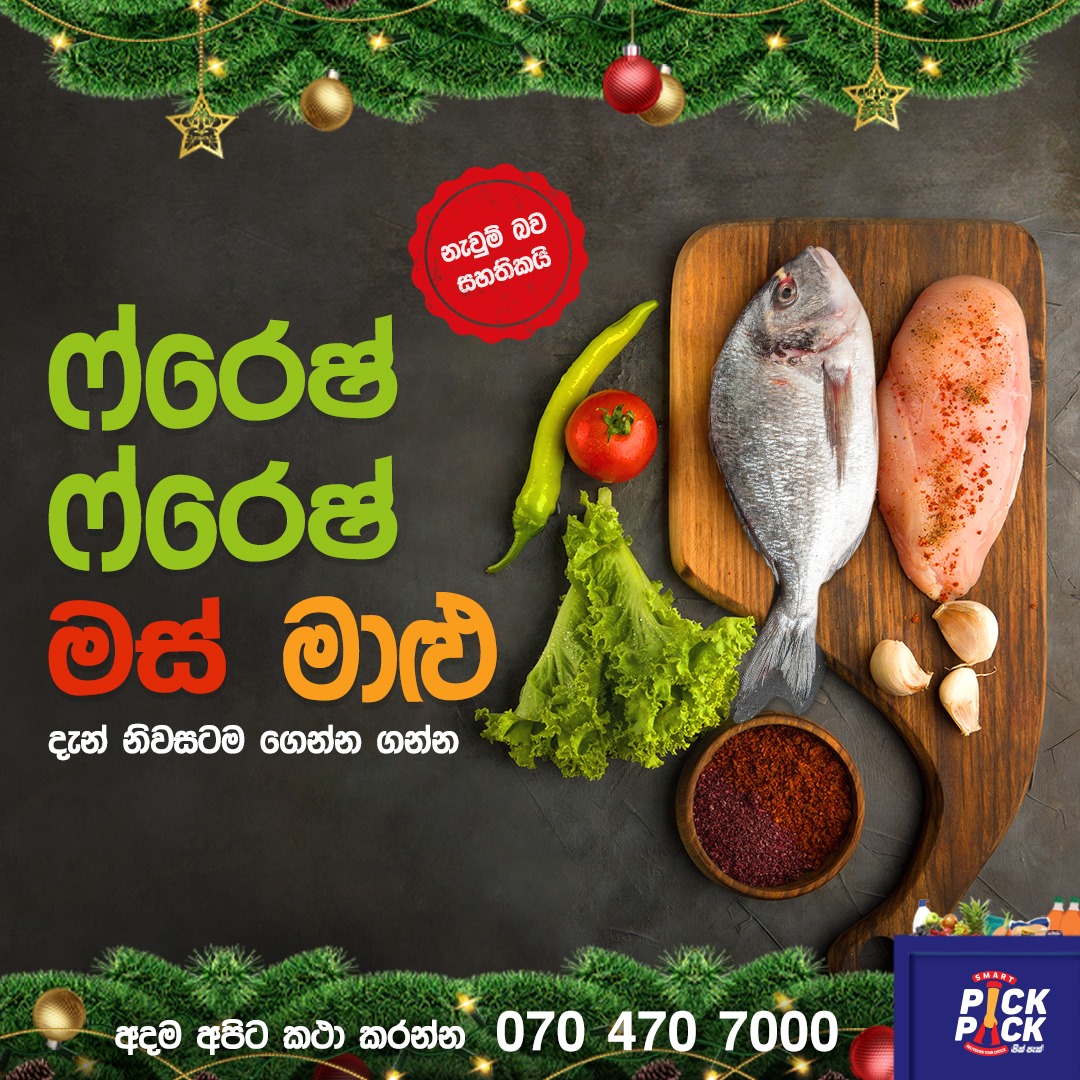 නැවුම් බව
සහතිකයි
ෆ්රෙෂ්
ෆ්රෙෂ්
මස් මාළු
දැන් නිවසටම ගෙන්න ගන්න
අදම අපිට කථා කරන්න 070 470 7000
SMART
PICK
PACK
පික් පැක්